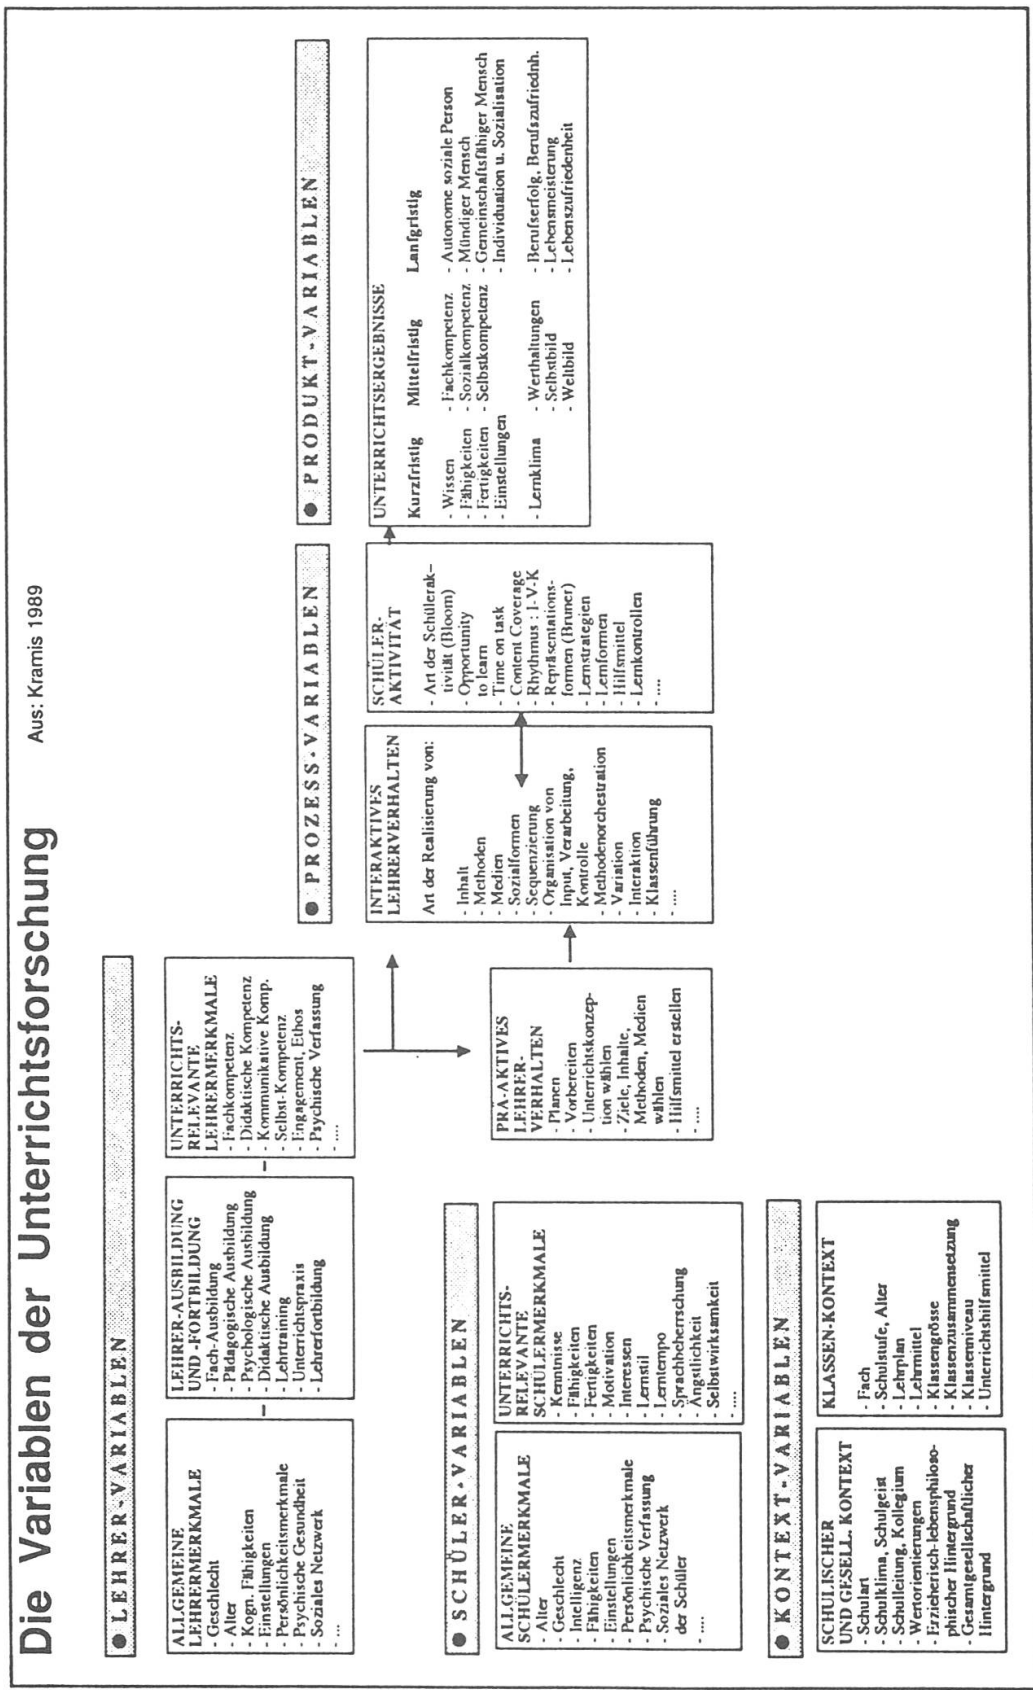 Die Variablen der Unterrichtsforschung
Aus: Kramis 1989
● LEHRER-VARIABLEN
ALLGEMEINE
LEHRERMERKMALE
- Geschlecht
- Alter
- Kogn. Fähigkeiten
- Einstellungen
- Persönlichkeitsmerkmale
- Psychische Gesundheit
- Soziales Netzwerk
- ...
LEHRER-AUSBILDUNG
UND -FORTBILDUNG
- Fach- Ausbildung
- Pädagogische Ausbildung
- Psychologische Ausbildung
- Didaktische Ausbildung
- Lehrtraining
- Unterrichtspraxis
- Lehrerfortbildung
UNTERRICHTS-
RELEVANTE
LEHRERMERKMALE
- Fachkompetenz
- Didaktische Kompetenz
- Kommunikative Komp.
- Selbst-Kompetenz
- Engagement, Ethos
- Psychische Verfassung
- ....
● PROZESS-VARIABLEN
PRÄ-AKTIVES
LEHRER-
VERHALTEN
- Planen
- Vorbereiten
- Unterrichtskonzep-
tion wählen
- Ziele, Inhalte,
Methoden, Medien
wählen
- Hilfsmittel erstellen
- ....
INTERAKTIVES
LEHRERVERHALTEN
Art der Realisierung von:
- Inhalt
- Methoden
- Medien
- Sozialformen
- Sequenzierung
- Organisation von
Input, Verarbeitung,
Kontrolle
- Methodenorchestration
- Variation
- Interaktion
- Klassenführung
- ....
SCHÜLER-
AKTIVITÄT
- Art der Schülerak-
tivität (Bloom)
- Opportunity
to learn
- Time on task
- Content Coverage
- Rhythmus : I-V-K
- Repräsentations-
formen (Bruner)
- Lernstrategien
- Lernformen
- Hilfsmittel
- Lernkontrollen
- ....
● PRODUKT-VARIABLEN
UNTERRICHTSERGEBNISSE
Kurzfristig
- Wissen
- Fähigkeiten
- Fertigkeiten
- Einstellungen
- Lernklima
Mittelfristig
- Fachkompetenz
- Sozialkompetenz
- Selbstkompetenz
- Werthaltungen
- Selbstbild
- Weltbild
Lanfgristig
- Autonome soziale Person
- Mündiger Mensch
- Gemeinschaftsfähiger Mensch
- Individuation u. Sozialisation
- Berufserfolg, Berufszufriednh.
- Lebensmeisterung
- Lebenszufriedenheit
● SCHÜLER-VARIABLEN
ALLGEMEINE
SCHÜLERMERKMALE
- Alter
- Geschlecht
- Intelligenz
- Fähigkeiten
- Einstellungen
- Persönlichkeitsmerkmale
- Psychische Verfassung
- Soziales Netzwerk
der Schüler
- ....
UNTERRICHTS-
RELEVANTE
SCHÜLERMERKMALE
- Kenntnisse
- Fähigkeiten
- Fertigkeiten
- Motivation
- Interessen
- Lernstil
- Lerntempo
- Sprachbeherrschung
- Ängstlichkeit
- Selbstwirksamkeit
- ....
● KONTEXT-VARIABLEN
SCHULISCHER
UND GESELL. KONTEXT
- Schulart
- Schulklima, Schulgeist
- Schulleitung, Kollegium
- Wertorientierungen
- Erzieherisch-lebensphiloso-
phischer Hintergrund
- Gesamtgesellschaftlicher
Hintergrund
KLASSEN-KONTEXT
- Fach
- Schulstufe, Alter
- Lehrplan
- Lehrmittel
- Klassengrösse
- Klassenzusammensetzung
- Klassenniveau
- Unterrichtshilfsmittel